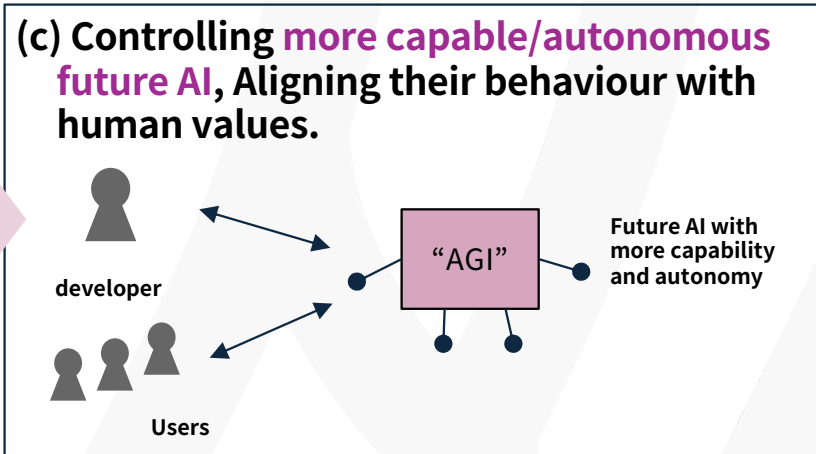 (c) Controlling more capable/autonomous
future AI, Aligning their behaviour with
human values.
developer
Users
“AGI”
Future AI with
more capability
and autonomy